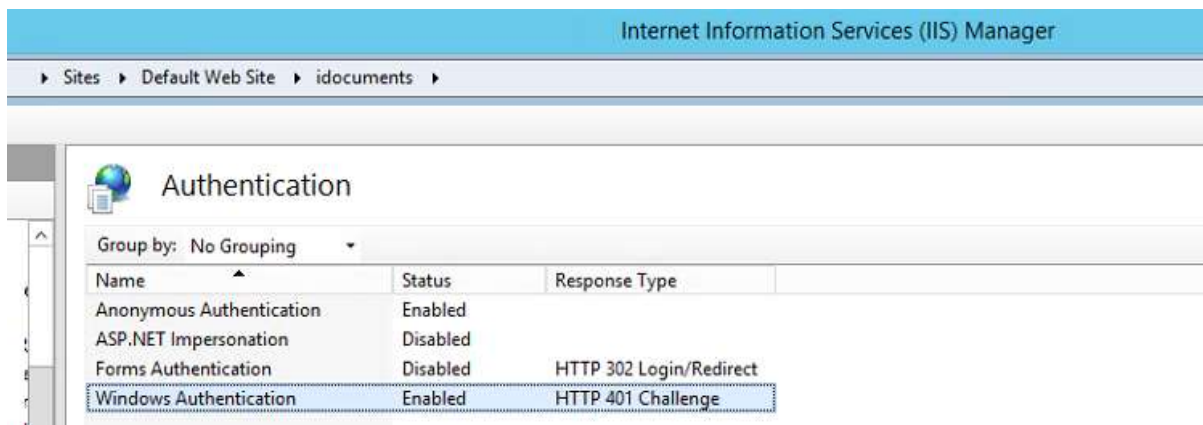 Internet Information Services (IIS) Manager
Sites Default Web Site idocuments
Authentication
Group by: No Grouping
Name Status Response Type
Anonymous Authentication Enabled
ASP.NET Impersonation Disabled
Forms Authentication Disabled HTTP 302 Login/Redirect
Windows Authentication Enabled HTTP 401 Challenge